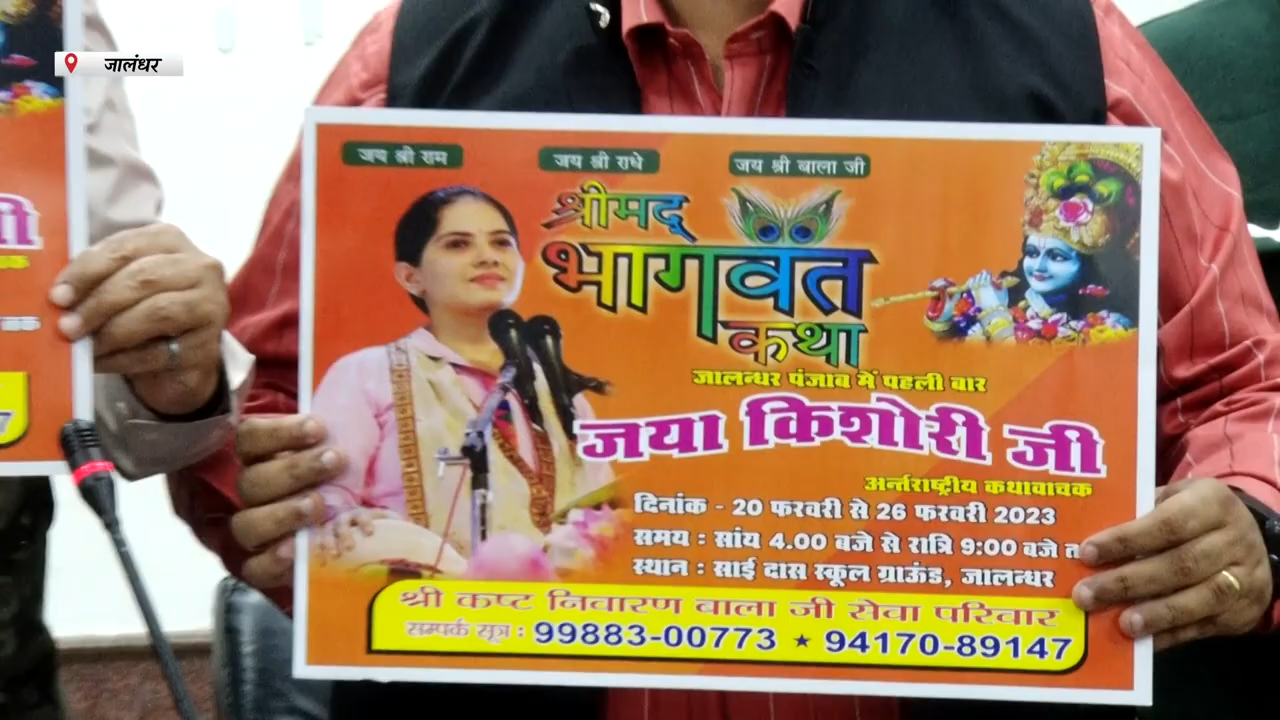 जालंधर
जय श्री राम
जय श्री राधे
जय श्री बाला जी
श्रीमद्
भागवत
कथा
जालन्धर पंजाब में पहली बार
जया किशोरी जी
अर्न्तराष्ट्रीय कथावाचक
दिनांक - 20 फरवरी से 26 फरवरी 2023
समय : सांय 4.00 बजे से रात्रि 9:00 बजे त
स्थान : साई दास स्कूल ग्राऊंड, जालन्धर
श्री कष्ट निवारण बाला जी सेवा परिवार
सम्पर्क सूत्र : 99883-00773 ★ 94170-89147